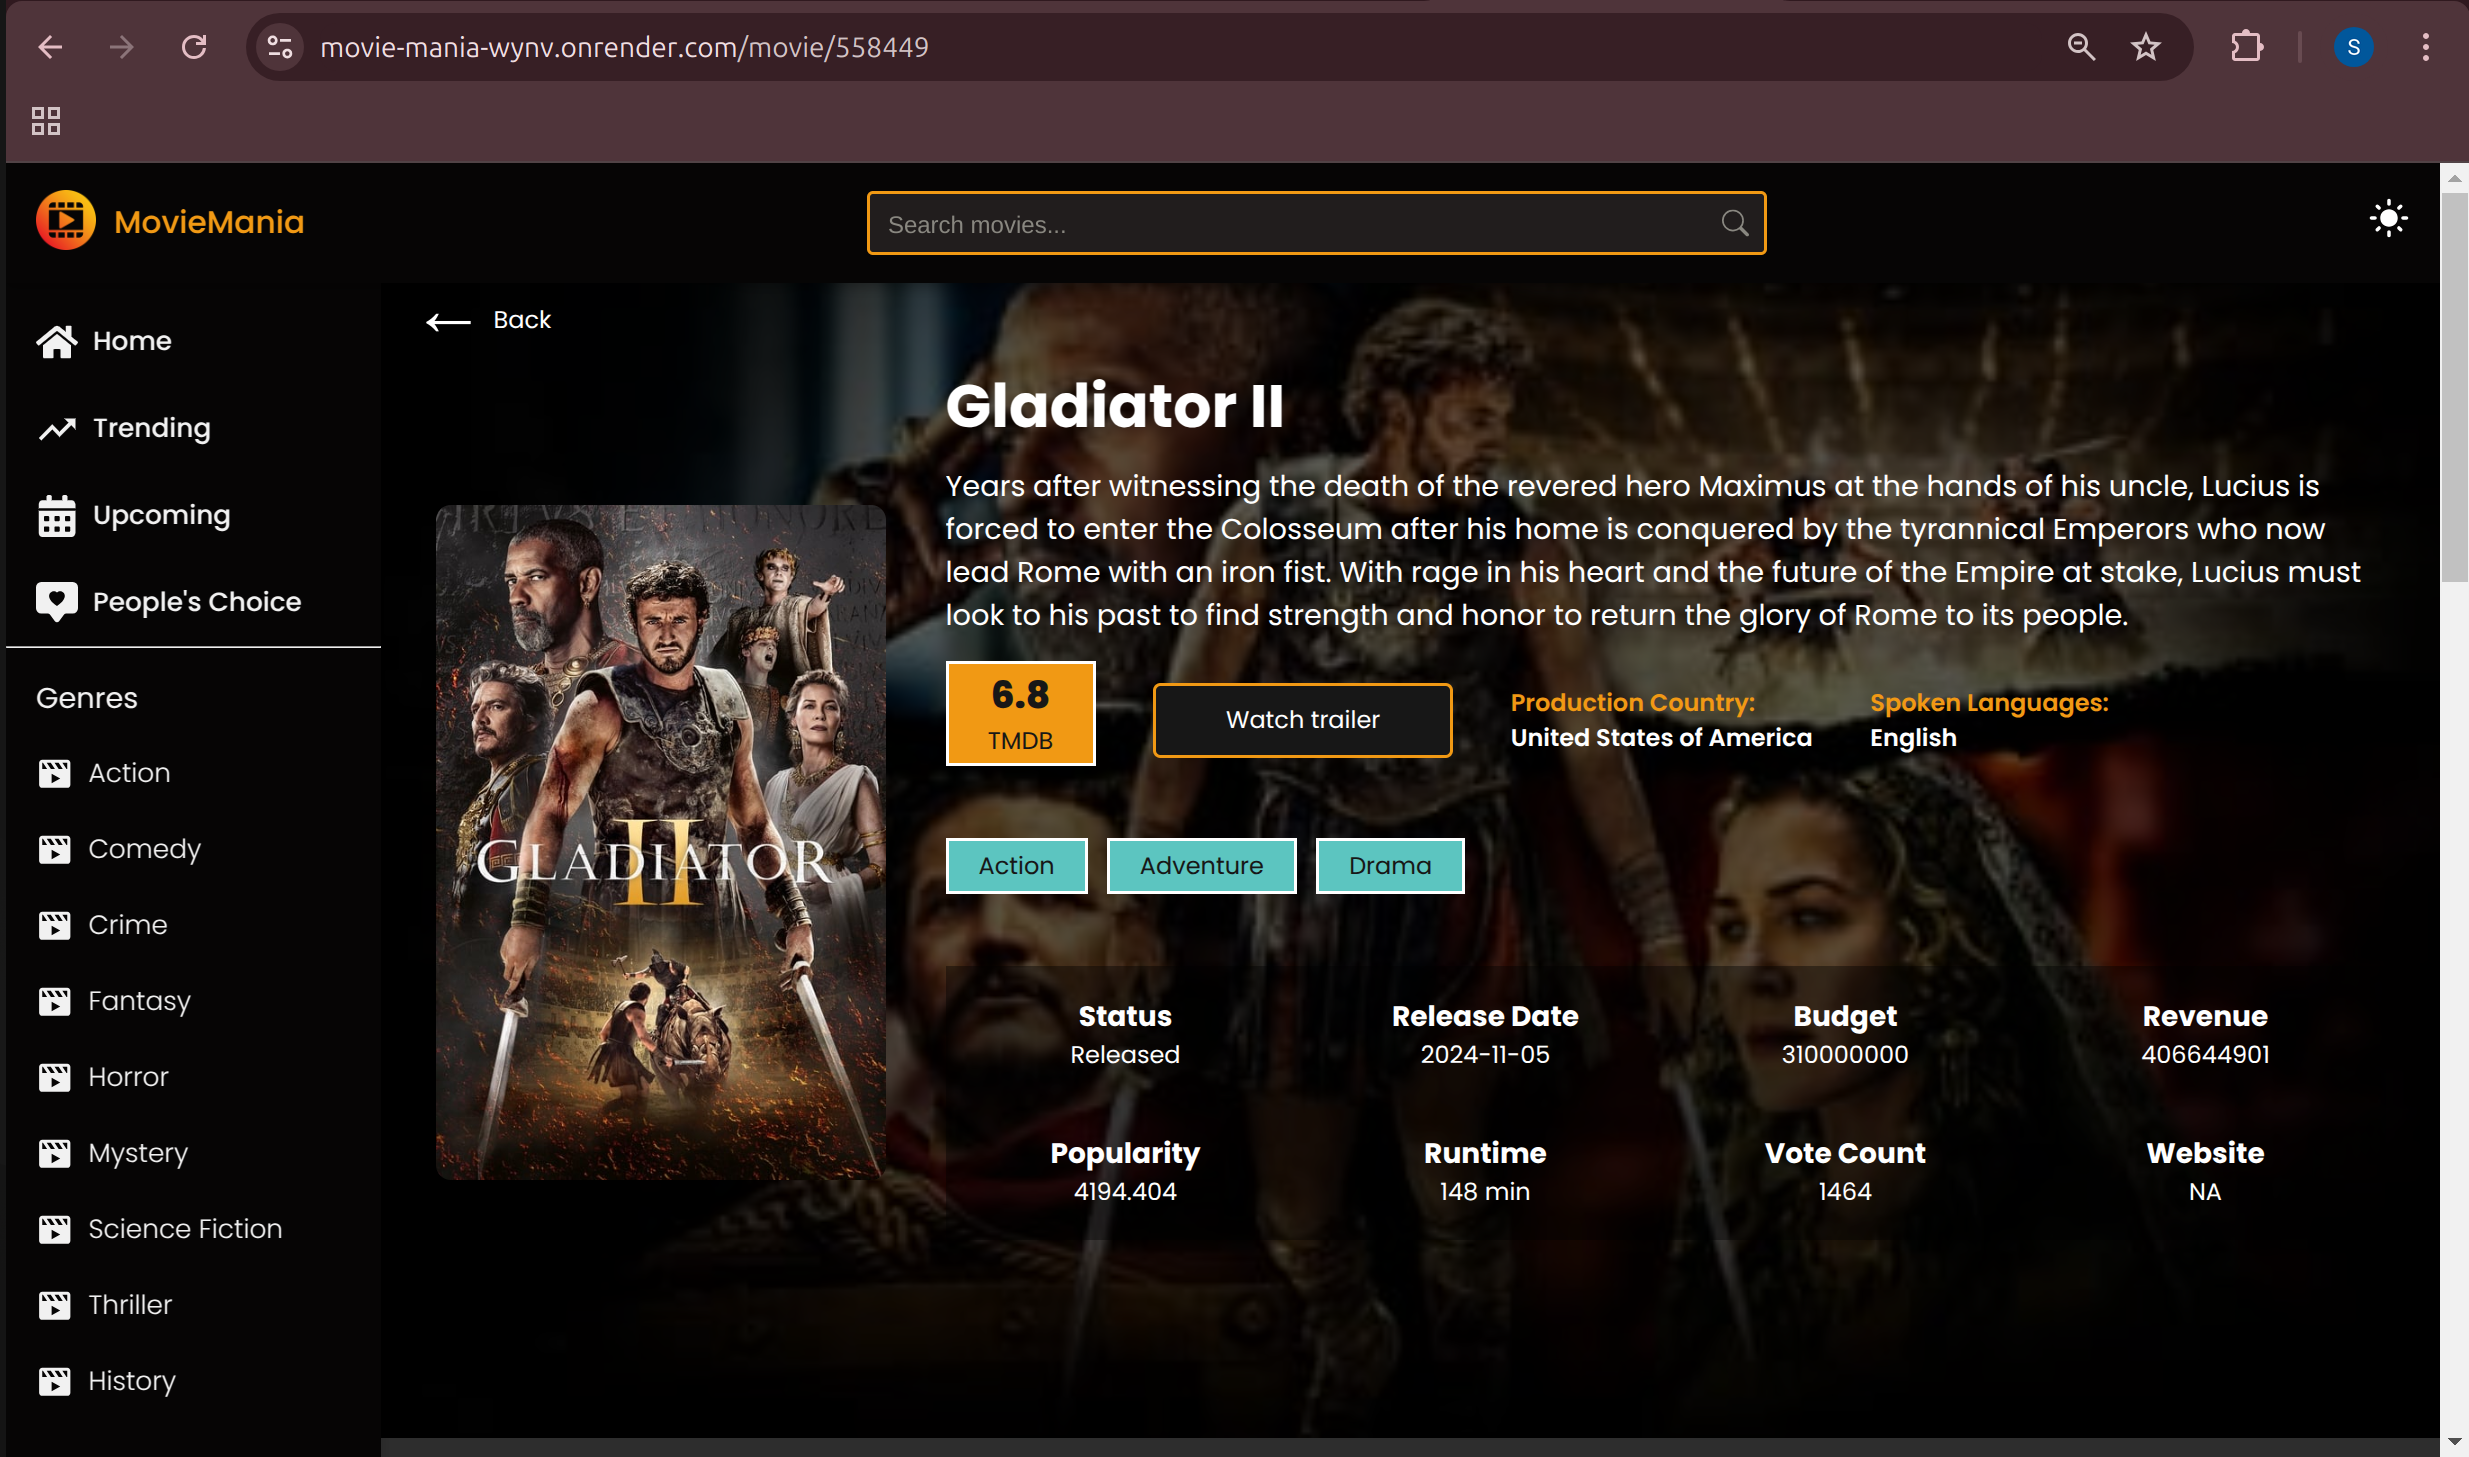 movie-mania-wynv.onrender.com/movie/558449
S
MovieMania
Search movies...
Home
Trending
Upcoming
People's Choice
Genres
Action
Comedy
Crime
Fantasy
Horror
Mystery
Science Fiction
Thriller
History
Back
GLADIATOR
II
Gladiator II
Years after witnessing the death of the revered hero Maximus at the hands of his uncle, Lucius is
forced to enter the Colosseum after his home is conquered by the tyrannical Emperors who now
lead Rome with an iron fist. With rage in his heart and the future of the Empire at stake, Lucius must
look to his past to find strength and honor to return the glory of Rome to its people.
6.8
TMDB
Watch trailer
Production Country:
United States of America
Spoken Languages:
English
Action
Adventure
Drama
Status
Released
Release Date
2024-11-05
Budget
310000000
Revenue
406644901
Popularity
4194.404
Runtime
148 min
Vote Count
1464
Website
NA